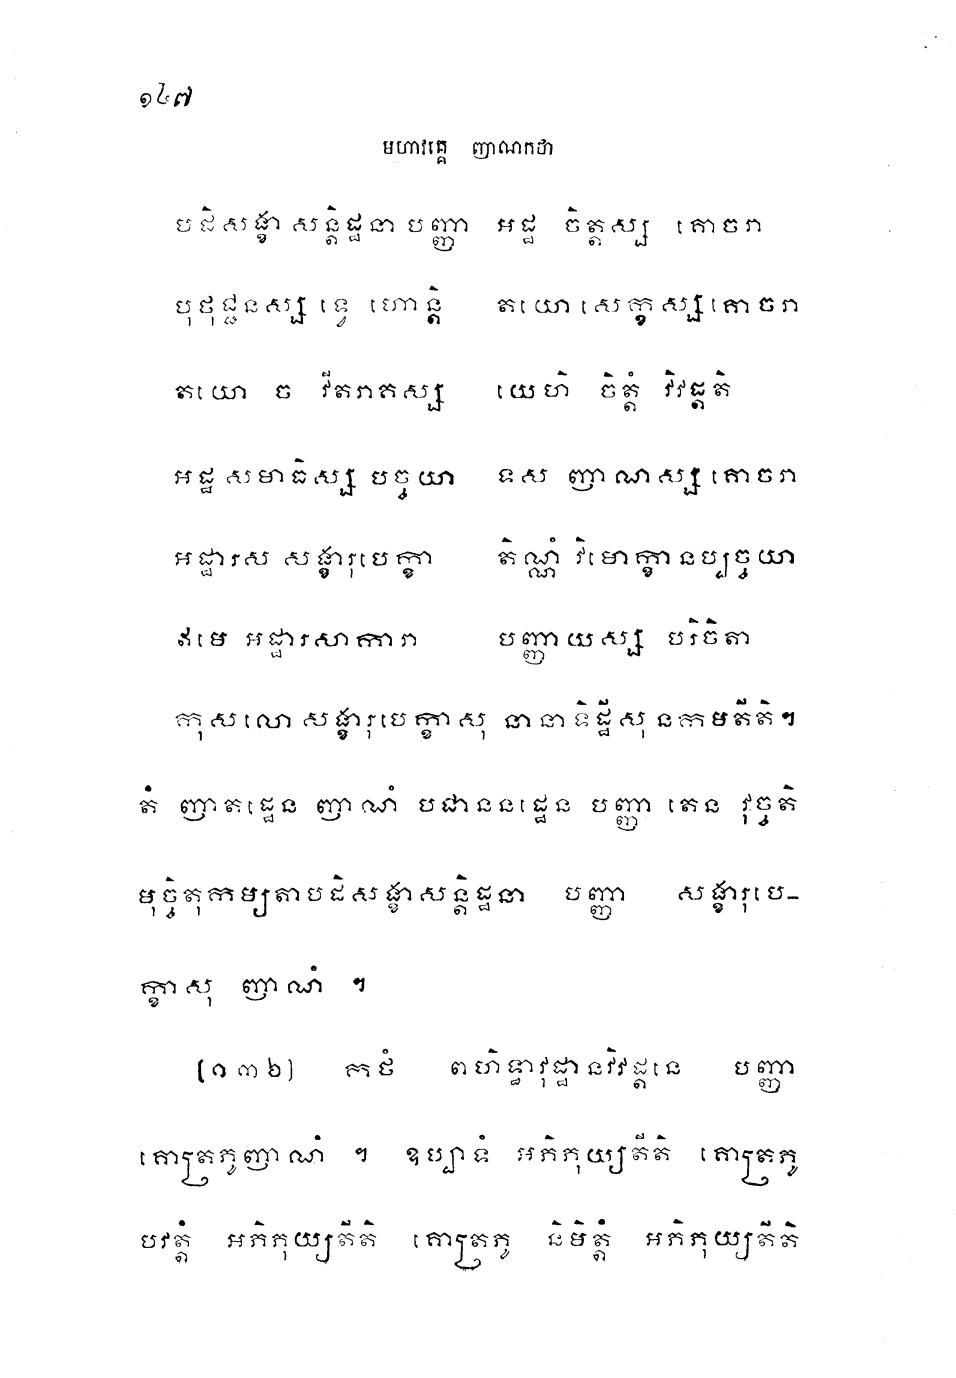 ១៤៧
មហាវគ្គេ ញាណកថា
បដិសង្ខាសន្តិដ្ឋនា បញ្ញា អដ្ឋ ចិត្តស្ស គោចរា
បុថុជ្ជនស្ស ទ្វេ ហោន្តិ តយោ សេក្ខស្ស គោចរា
តយោ ច វីតរាគស្ស យេហិ ចិត្តំ វិវដ្តតិ
អដ្ឋ សមាធិស្ស បច្ចយា ទស ញាណស្ស គោចរា
អដ្ឋារស សង្ខារុបេក្ខា តិណ្ណំ វិមោក្ខានប្បច្ចយា
ឥមេ អដ្ឋារសាការា បញ្ញាយស្ស បរិចិតា
កុសលោ សង្ខារុបេក្ខាសុ នានាទិដ្ឋីសុ នកមតីតិ។
តំ ញាតដ្ឋេន ញាណំ បជាននដ្ឋេន បញ្ញា តេន វុច្ចតិ
មុច្ចិតុកម្យតាបដិសង្ខាសន្តិដ្ឋនា បញ្ញា សង្ខារុបេ-
ក្ខាសុ ញាណំ ។
(១៣៦) កថំ ពហិទ្ធាវុដ្ឋានវិវដ្តនេ បញ្ញា
គោត្រភូញាណំ ។ ឧប្បាទំ អភិភុយ្យតីតិ គោត្រភូ
បវត្តំ អភិភុយ្យតីតិ គោត្រភូ និមិត្តំ អភិភុយ្យតីតិ